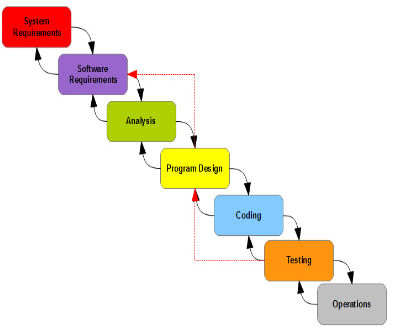 System
Requirements
Software
Requirements
Analysis
Program Design
Coding
Testing
Operations